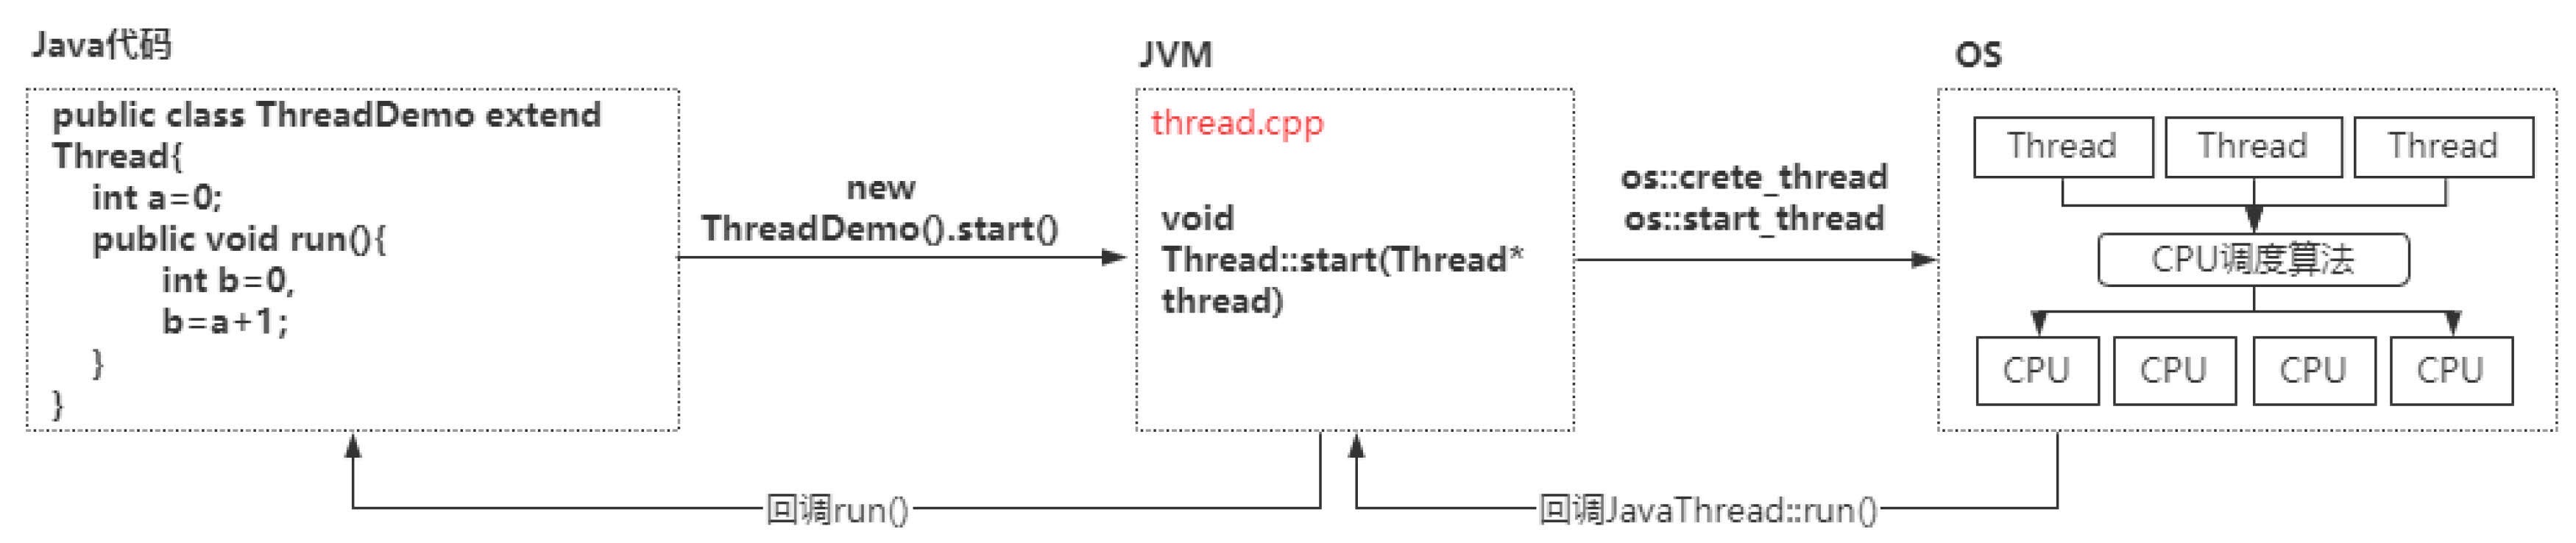 Java代码
public class ThreadDemo extend
Thread{
int a=0;
public void run(){
int b=0,
b=a+1;
}
}
new
ThreadDemo().start()
JVM
thread.cpp
void
Thread::start(Thread*
thread)
os::crete_thread
os::start_thread
OS
Thread Thread Thread
CPU调度算法
CPU CPU CPU CPU
回调run()
回调JavaThread::run()